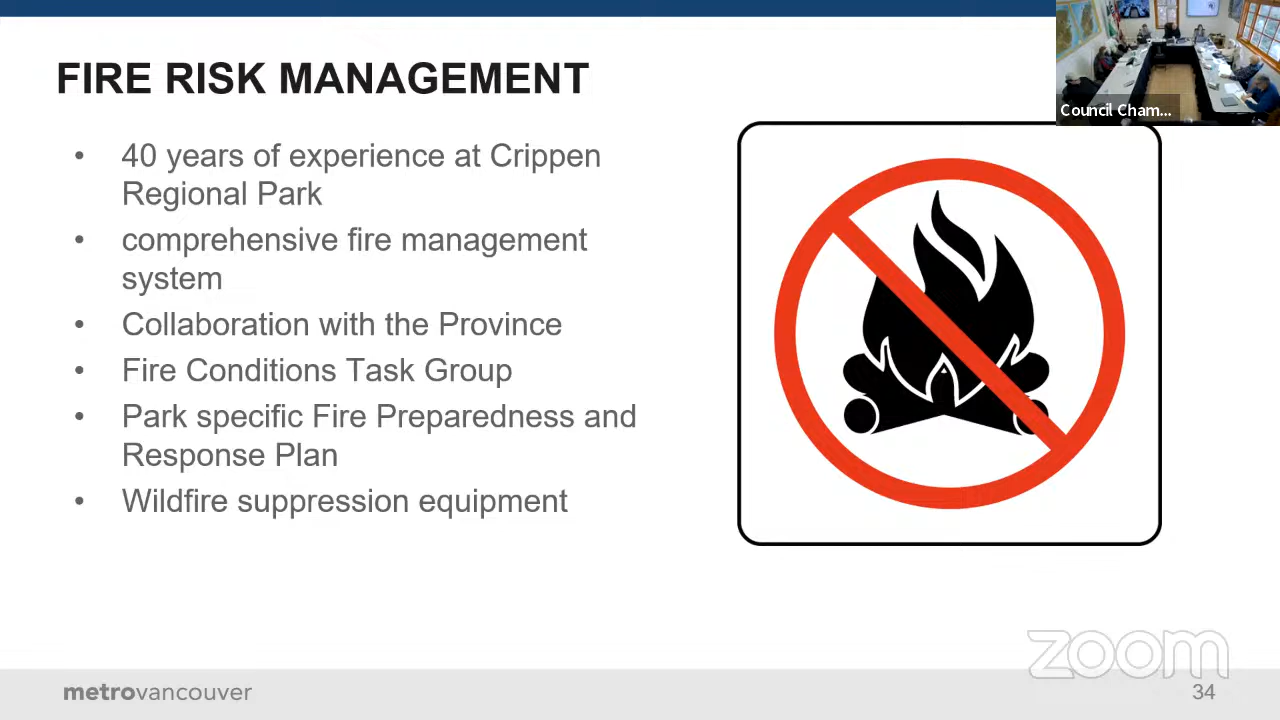 FIRE RISK MANAGEMENT
Council Cham...
• 40 years of experience at Crippen
Regional Park
• comprehensive fire management
system
• Collaboration with the Province
• Fire Conditions Task Group
• Park specific Fire Preparedness and
Response Plan
• Wildfire suppression equipment
zoom
metrovancouver
34